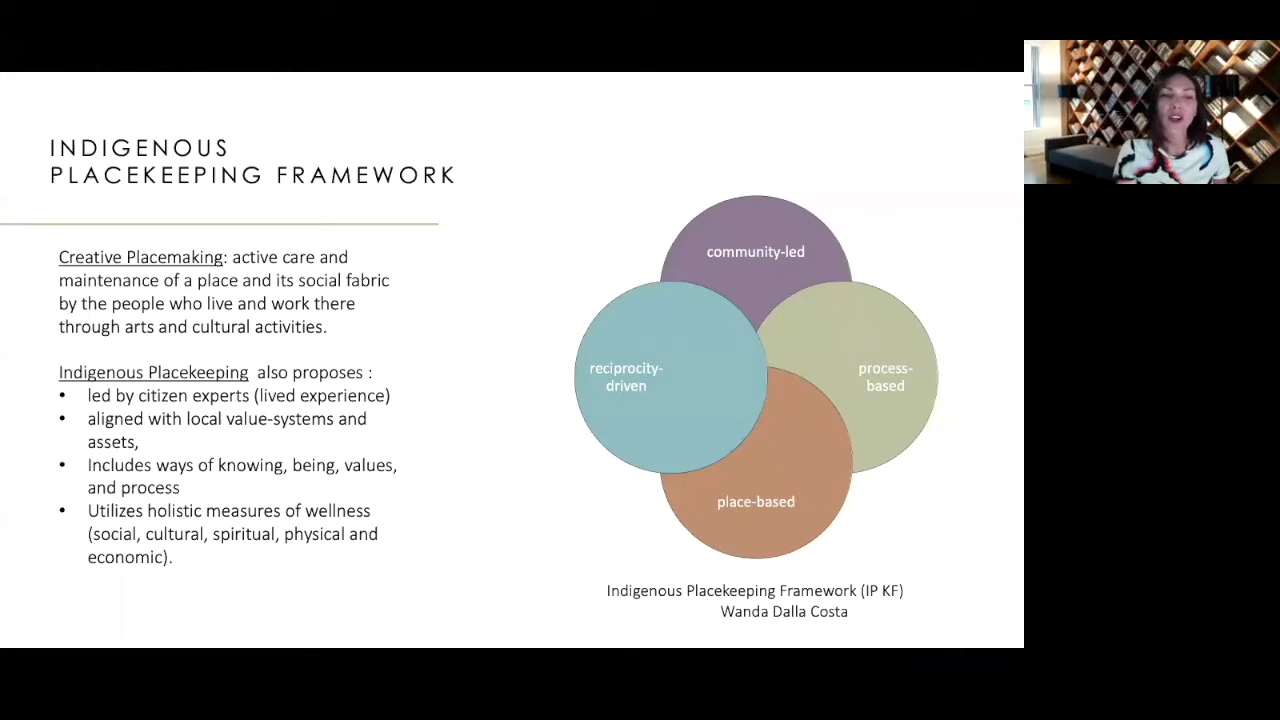 INDIGENOUS
PLACEKEEPING FRAMEWORK
Creative Placemaking: active care and
maintenance of a place and its social fabric
by the people who live and work there
through arts and cultural activities.
Indigenous Placekeeping also proposes :
• led by citizen experts (lived experience)
• aligned with local value-systems and
assets,
• Includes ways of knowing, being, values,
and process
• Utilizes holistic measures of wellness
(social, cultural, spiritual, physical and
economic).
community-led
reciprocity-
driven
process-
based
place-based
Indigenous Placekeeping Framework (IP KF)
Wanda Dalla Costa